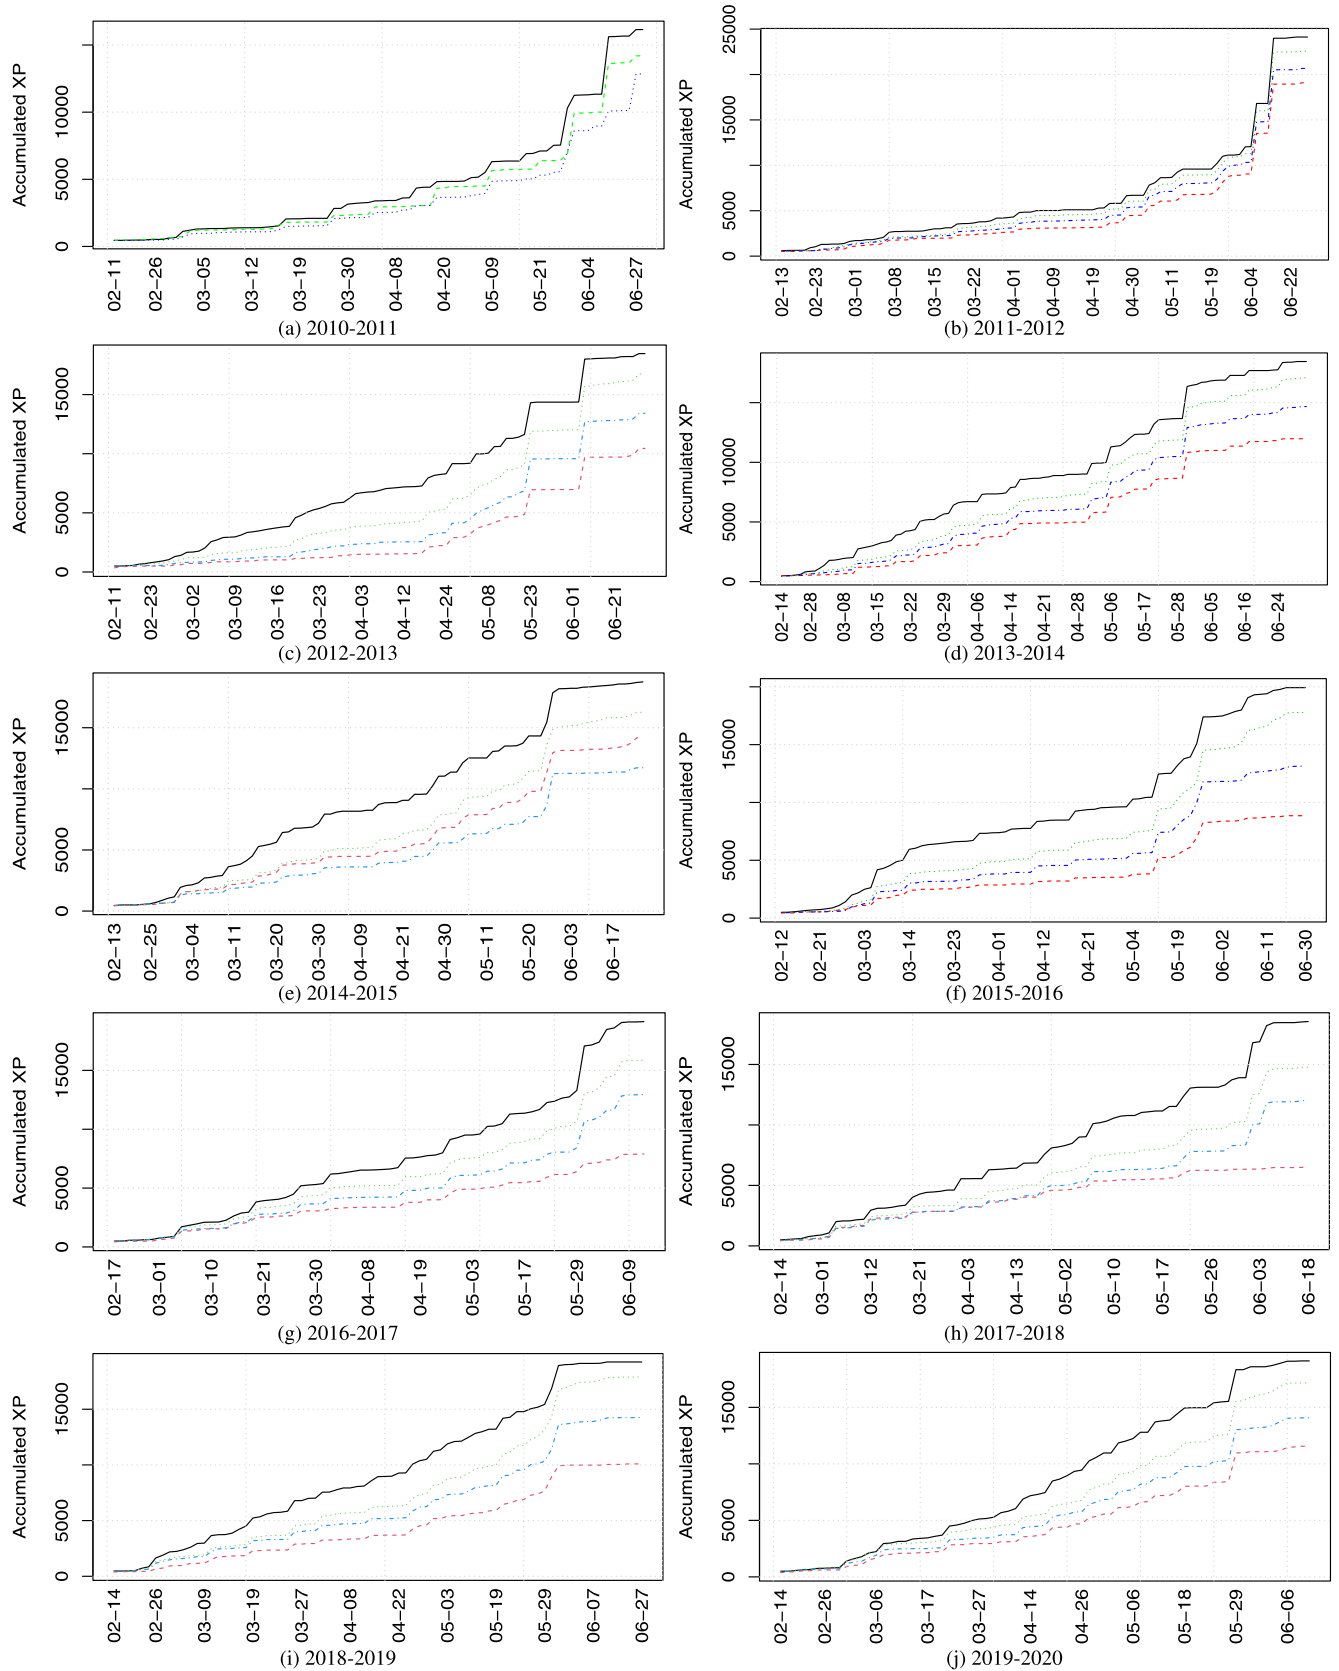 Accumulated XP
0 5000 10000
02−11 02−26 03−05 03−12 03−19 03−30 04−08 04−20 05−09 05−21 06−04 06−27
(a) 2010-2011
Accumulated XP
0 5000 15000 25000
02−13 02−23 03−01 03−08 03−15 03−22 04−01 04−09 04−19 04−30 05−11 05−19 06−04 06−22
(b) 2011-2012
Accumulated XP
0 5000 15000
02−11 02−23 03−02 03−09 03−16 03−23 04−03 04−12 04−24 05−08 05−23 06−01 06−21
(c) 2012-2013
Accumulated XP
0 5000 10000
02−14 02−28 03−08 03−15 03−22 03−29 04−06 04−14 04−21 04−28 05−06 05−17 05−28 06−05 06−16 06−24
(d) 2013-2014
Accumulated XP
0 5000 15000
02−13 02−25 03−04 03−11 03−20 03−30 04−09 04−21 04−30 05−11 05−20 06−03 06−17
(e) 2014-2015
Accumulated XP
0 5000 15000
02−12 02−21 03−03 03−14 03−23 04−01 04−12 04−21 05−04 05−19 06−02 06−11 06−30
(f) 2015-2016
Accumulated XP
0 5000 15000
02−17 03−01 03−10 03−21 03−30 04−08 04−19 05−03 05−17 05−29 06−09
(g) 2016-2017
Accumulated XP
0 5000 15000
02−14 03−01 03−12 03−21 04−03 04−13 05−02 05−10 05−17 05−26 06−03 06−18
(h) 2017-2018
Accumulated XP
0 5000 15000
02−14 02−26 03−09 03−19 03−27 04−08 04−22 05−03 05−19 05−29 06−07 06−27
(i) 2018-2019
Accumulated XP
0 5000 15000
02−14 02−26 03−06 03−17 03−27 04−14 04−26 05−06 05−18 05−29 06−06
(j) 2019-2020